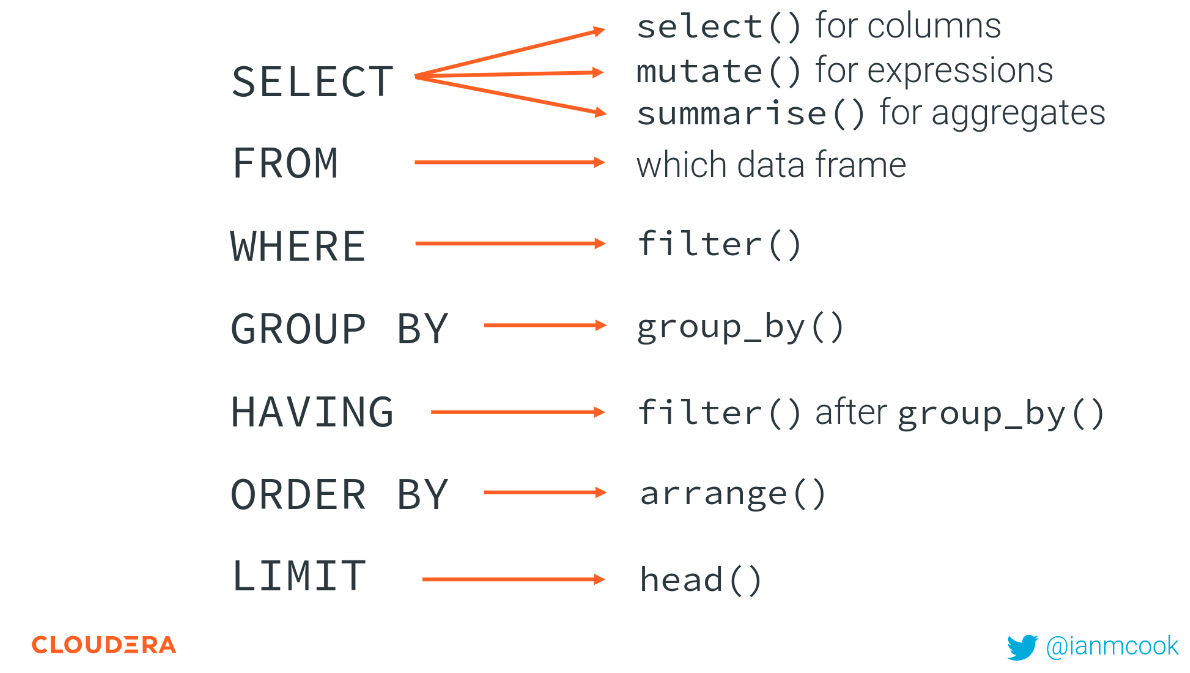 SELECT
select() for columns
mutate() for expressions
summarise() for aggregates
FROM which data frame
WHERE filter()
GROUP BY group_by()
HAVING filter() after group_by()
ORDER BY arrange()
LIMIT head()
CLOUDERA @ianmcook